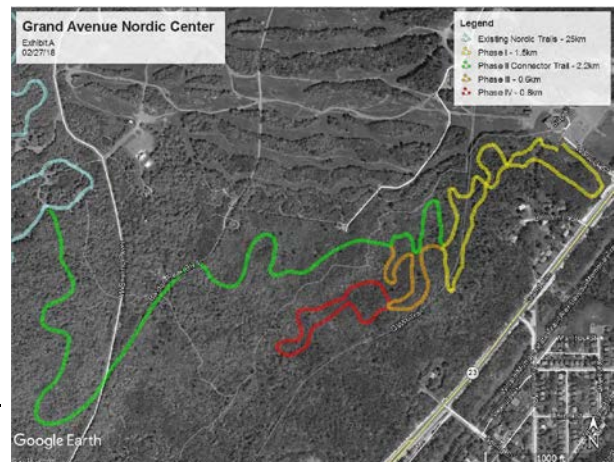 Grand Avenue Nordic Center
Exhibit A
02/27/18
Legend
Existing Nordic Trails - 25km
Phase I - 1.5km
Phase II Connector Trail - 2.2km
Phase III - 0.6km
Phase IV - 0.8km
23
Google Earth
N
1000 ft